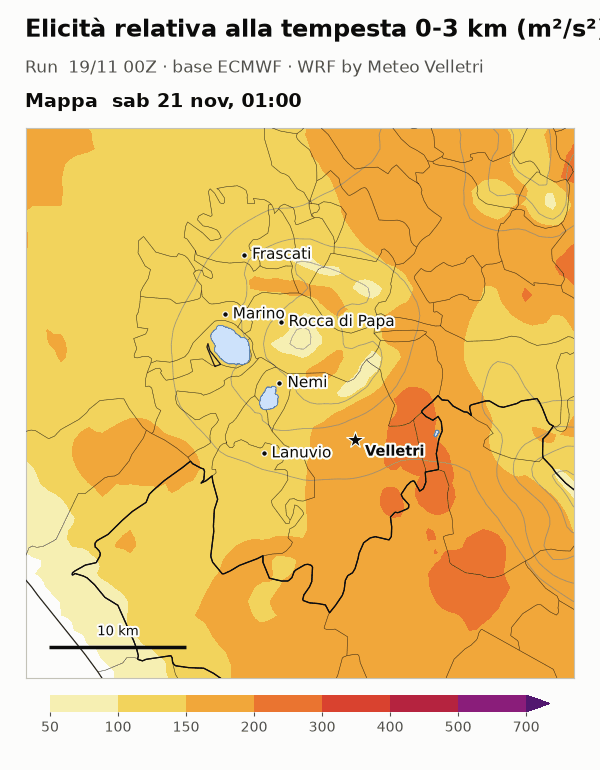 Elicità relativa alla tempesta 0-3 km (m²/s²)
Run 19/11 00Z · base ECMWF · WRF by Meteo Velletri
Mappa sab 21 nov, 01:00
Frascati
Marino
Rocca di Papa
Nemi
Velletri
Lanuvio
10 km
50 100 150 200 300 400 500 700